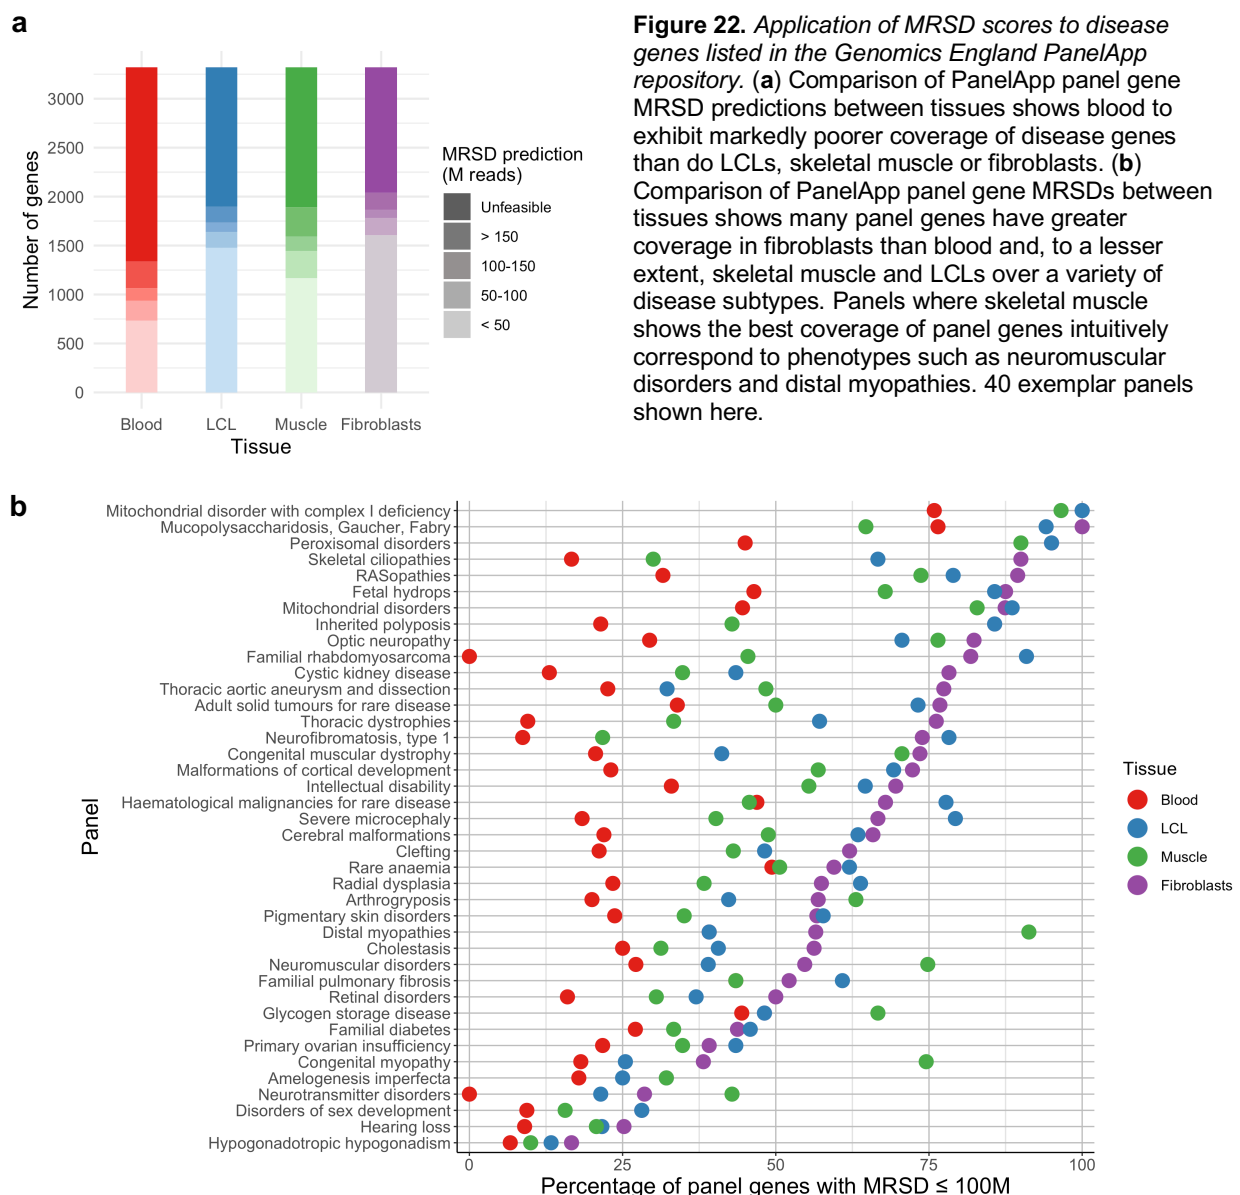 a
3000
2500
2000
1500
1000
500
0
Number of genes
Blood
LCL
Muscle
Fibroblasts
Tissue
MRSD prediction
(M reads)
Unfeasible
> 150
100-150
50-100
< 50
Figure 22. Application of MRSD scores to disease
genes listed in the Genomics England PanelApp
repository. (a) Comparison of PanelApp panel gene
MRSD predictions between tissues shows blood to
exhibit markedly poorer coverage of disease genes
than do LCLs, skeletal muscle or fibroblasts. (b)
Comparison of PanelApp panel gene MRSDs between
tissues shows many panel genes have greater
coverage in fibroblasts than blood and, to a lesser
extent, skeletal muscle and LCLs over a variety of
disease subtypes. Panels where skeletal muscle
shows the best coverage of panel genes intuitively
correspond to phenotypes such as neuromuscular
disorders and distal myopathies. 40 exemplar panels
shown here.
b
Panel
Mitochondrial disorder with complex I deficiency
Mucopolysaccharidosis, Gaucher, Fabry
Peroxisomal disorders
Skeletal ciliopathies
RASopathies
Fetal hydrops
Mitochondrial disorders
Inherited polyposis
Optic neuropathy
Familial rhabdomyosarcoma
Cystic kidney disease
Thoracic aortic aneurysm and dissection
Adult solid tumours for rare disease
Thoracic dystrophies
Neurofibromatosis, type 1
Congenital muscular dystrophy
Malformations of cortical development
Intellectual disability
Haematological malignancies for rare disease
Severe microcephaly
Cerebral malformations
Clefting
Rare anaemia
Radial dysplasia
Arthrogryposis
Pigmentary skin disorders
Distal myopathies
Cholestasis
Neuromuscular disorders
Familial pulmonary fibrosis
Retinal disorders
Glycogen storage disease
Familial diabetes
Primary ovarian insufficiency
Congenital myopathy
Amelogenesis imperfecta
Neurotransmitter disorders
Disorders of sex development
Hearing loss
Hypogonadotropic hypogonadism
0
25
50
75
100
Percentage of panel genes with MRSD ≤ 100M
Tissue
Blood
LCL
Muscle
Fibroblasts